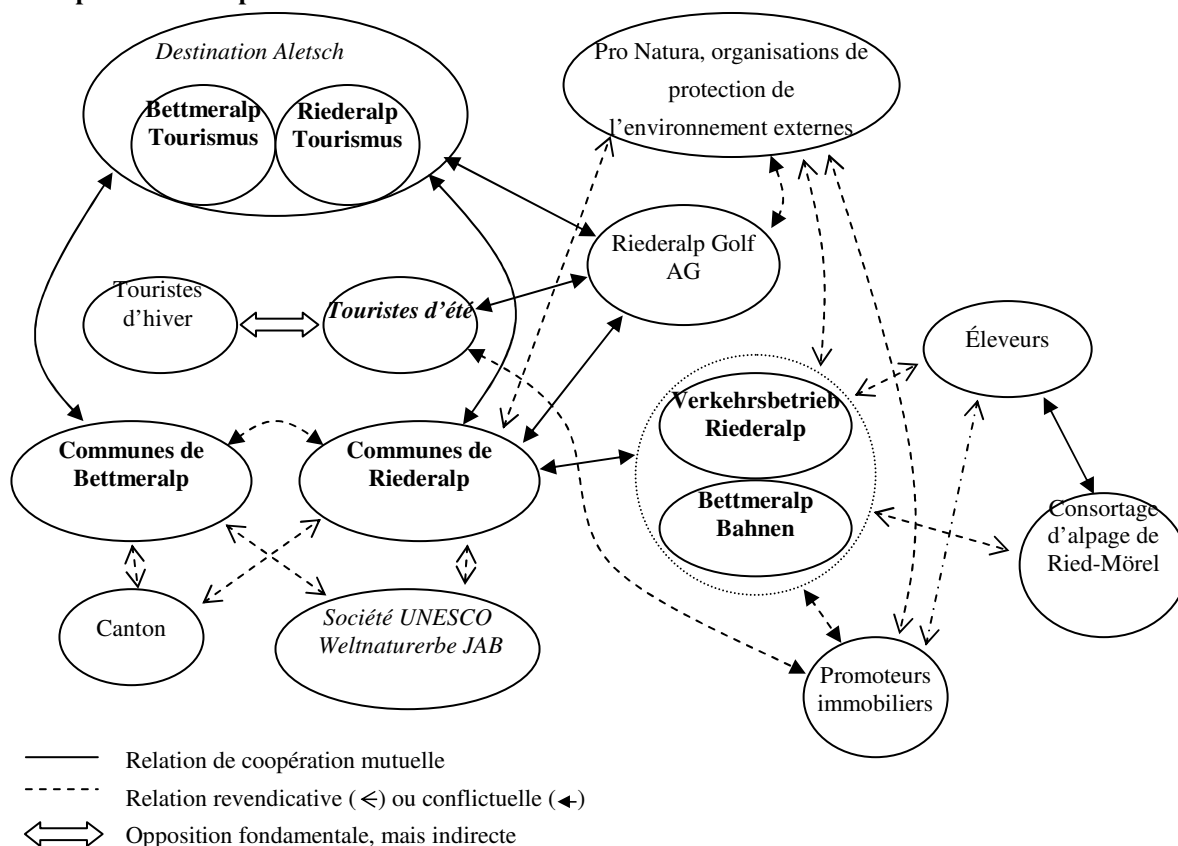 Destination Aletsch
Bettmeralp
Tourismus
Riederalp
Tourismus
Pro Natura, organisations de
protection de
l'environnement externes
Riederalp Golf
AG
Touristes
d'hiver
Touristes d'été
Éleveurs
Verkehrsbetrieb
Riederalp
Bettmeralp
Bahnen
Communes de
Bettmeralp
Communes de
Riederalp
Consortage
d'alpage de
Ried-Mörel
Canton
Société UNESCO
Weltnaturerbe JAB
Promoteurs
immobiliers
Relation de coopération mutuelle
Relation revendicative (<) ou conflictuelle (◄)
Opposition fondamentale, mais indirecte